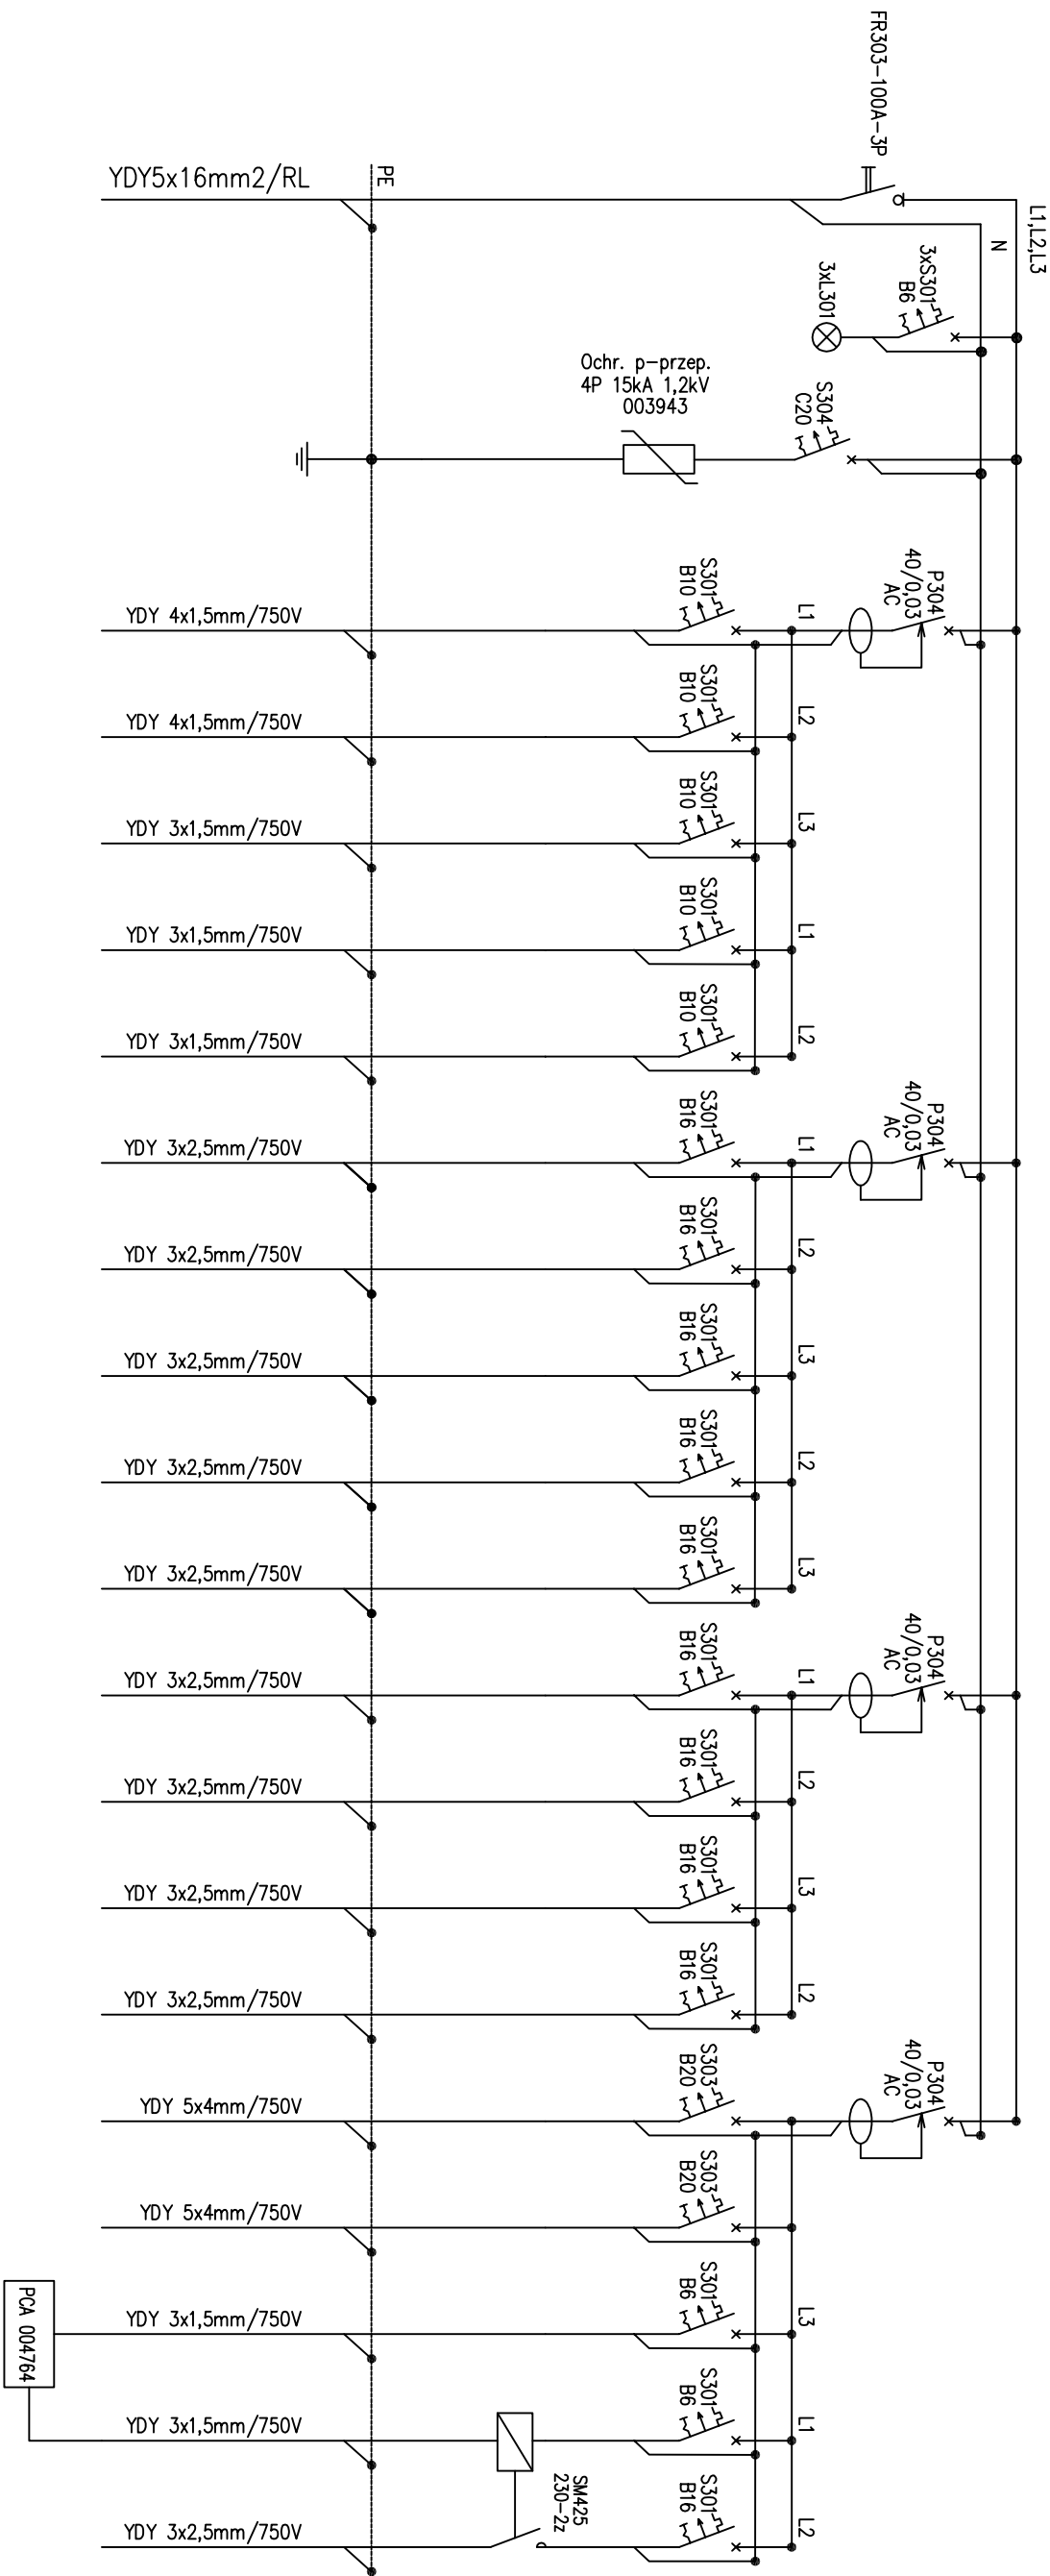 FR303-100A-3P
L1,L2,L3
N
YDY5x16mm2/RL
PE
3xS301
B6
3xL301
Ochr. p-przep.
4P 15kA 1,2kV
003943
S304
C20
P304
40/0,03
AC
L1
S301
B10
YDY 4x1,5mm/750V
L2
S301
B10
YDY 4x1,5mm/750V
L3
S301
B10
YDY 3x1,5mm/750V
L1
S301
B10
YDY 3x1,5mm/750V
L2
S301
B10
YDY 3x1,5mm/750V
P304
40/0,03
AC
L1
S301
B16
YDY 3x2,5mm/750V
L2
S301
B16
YDY 3x2,5mm/750V
L3
S301
B16
YDY 3x2,5mm/750V
L2
S301
B16
YDY 3x2,5mm/750V
L3
S301
B16
YDY 3x2,5mm/750V
P304
40/0,03
AC
L1
S301
B16
YDY 3x2,5mm/750V
L2
S301
B16
YDY 3x2,5mm/750V
L3
S301
B16
YDY 3x2,5mm/750V
L2
S301
B16
YDY 3x2,5mm/750V
P304
40/0,03
AC
S303
B20
YDY 5x4mm/750V
S303
B20
YDY 5x4mm/750V
L3
S301
B6
YDY 3x1,5mm/750V
PCA 004764
L1
S301
B6
YDY 3x1,5mm/750V
SM425
230-2z
L2
S301
B16
YDY 3x2,5mm/750V